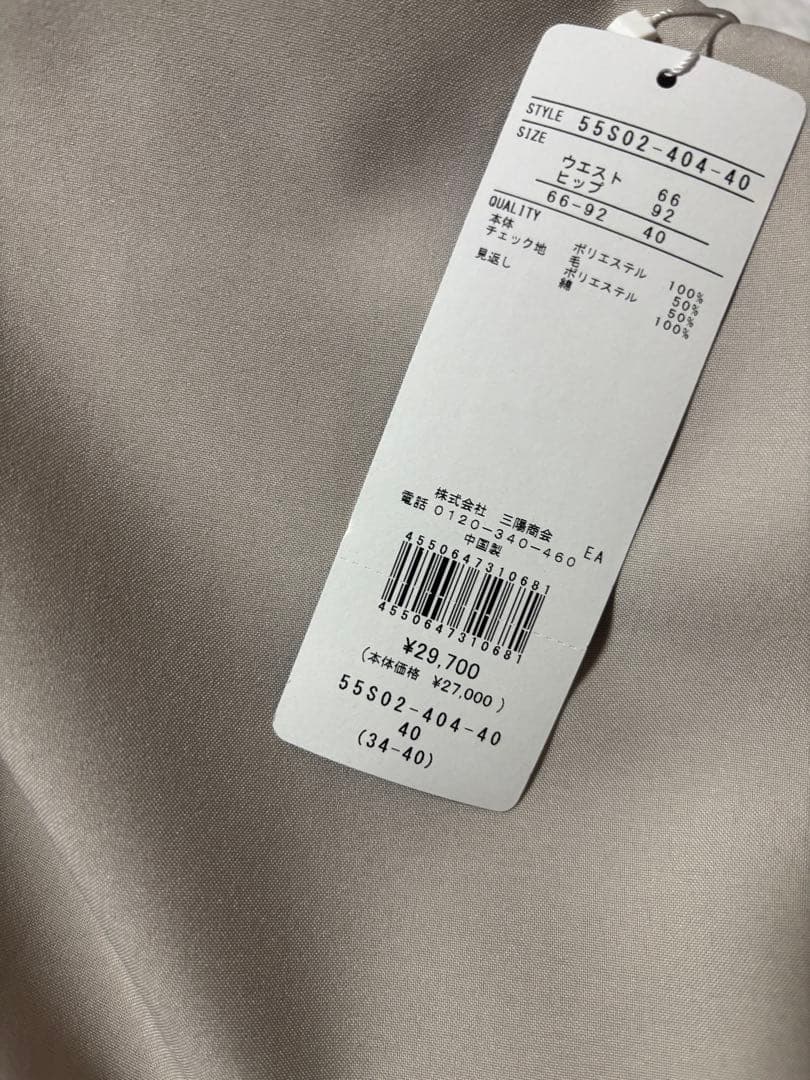 STYLE 55S02-404-40
SIZE
ウエスト 66
ヒップ 92
66-92 40
QUALITY
本体 ポリエステル 100%
チェック地 毛 50%
ポリエステル 50%
見返し 綿 100%
株式会社 三陽商会
電話 0120-340-460 EA
中国製
4550647310681
4550647310681
¥29,700
(本体価格 ¥27,000)
55S02-404-40
40
(34-40)